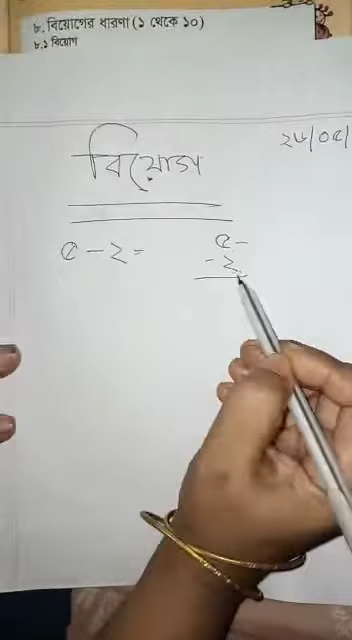 ৮. বিয়োগের ধারণা (১ থেকে ১০)
৮.১ বিয়োগ
বিয়োগ
২৬/০৫/
৫ - ২ =
৫ -
- ২